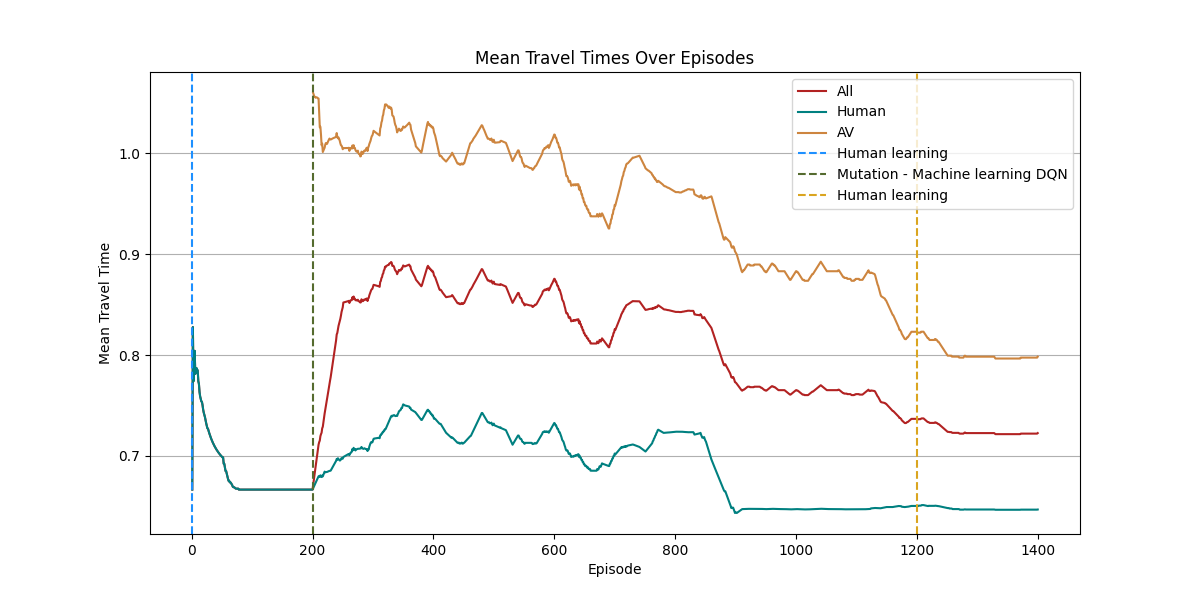 Mean Travel Times Over Episodes
All
Human
AV
Human learning
Mutation - Machine learning DQN
Human learning
Mean Travel Time
1.0
0.9
0.8
0.7
0 200 400 600 800 1000 1200 1400
Episode